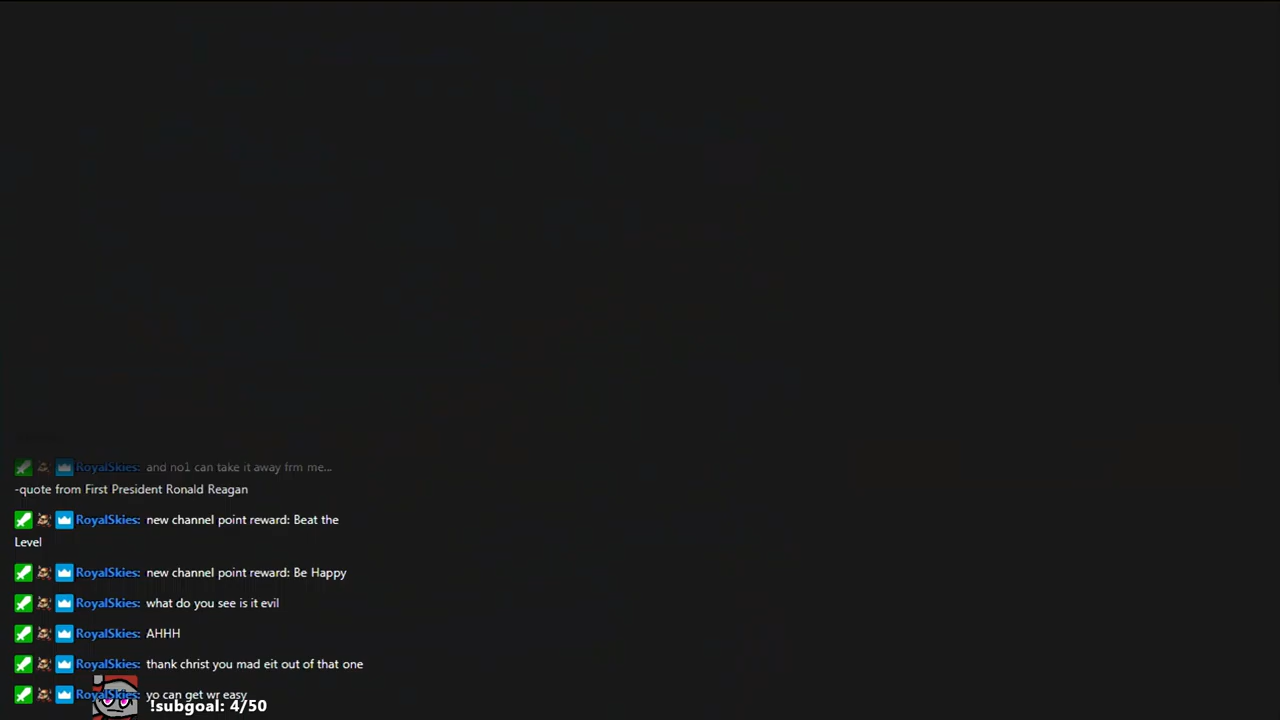 RoyalSkies: and no1 can take it away frm me...
-quote from First President Ronald Reagan
RoyalSkies: new channel point reward: Beat the
Level
RoyalSkies: new channel point reward: Be Happy
RoyalSkies: what do you see is it evil
RoyalSkies: AHHH
RoyalSkies: thank christ you mad eit out of that one
RoyalSkies: yo can get wr easy
!subgoal: 4/50